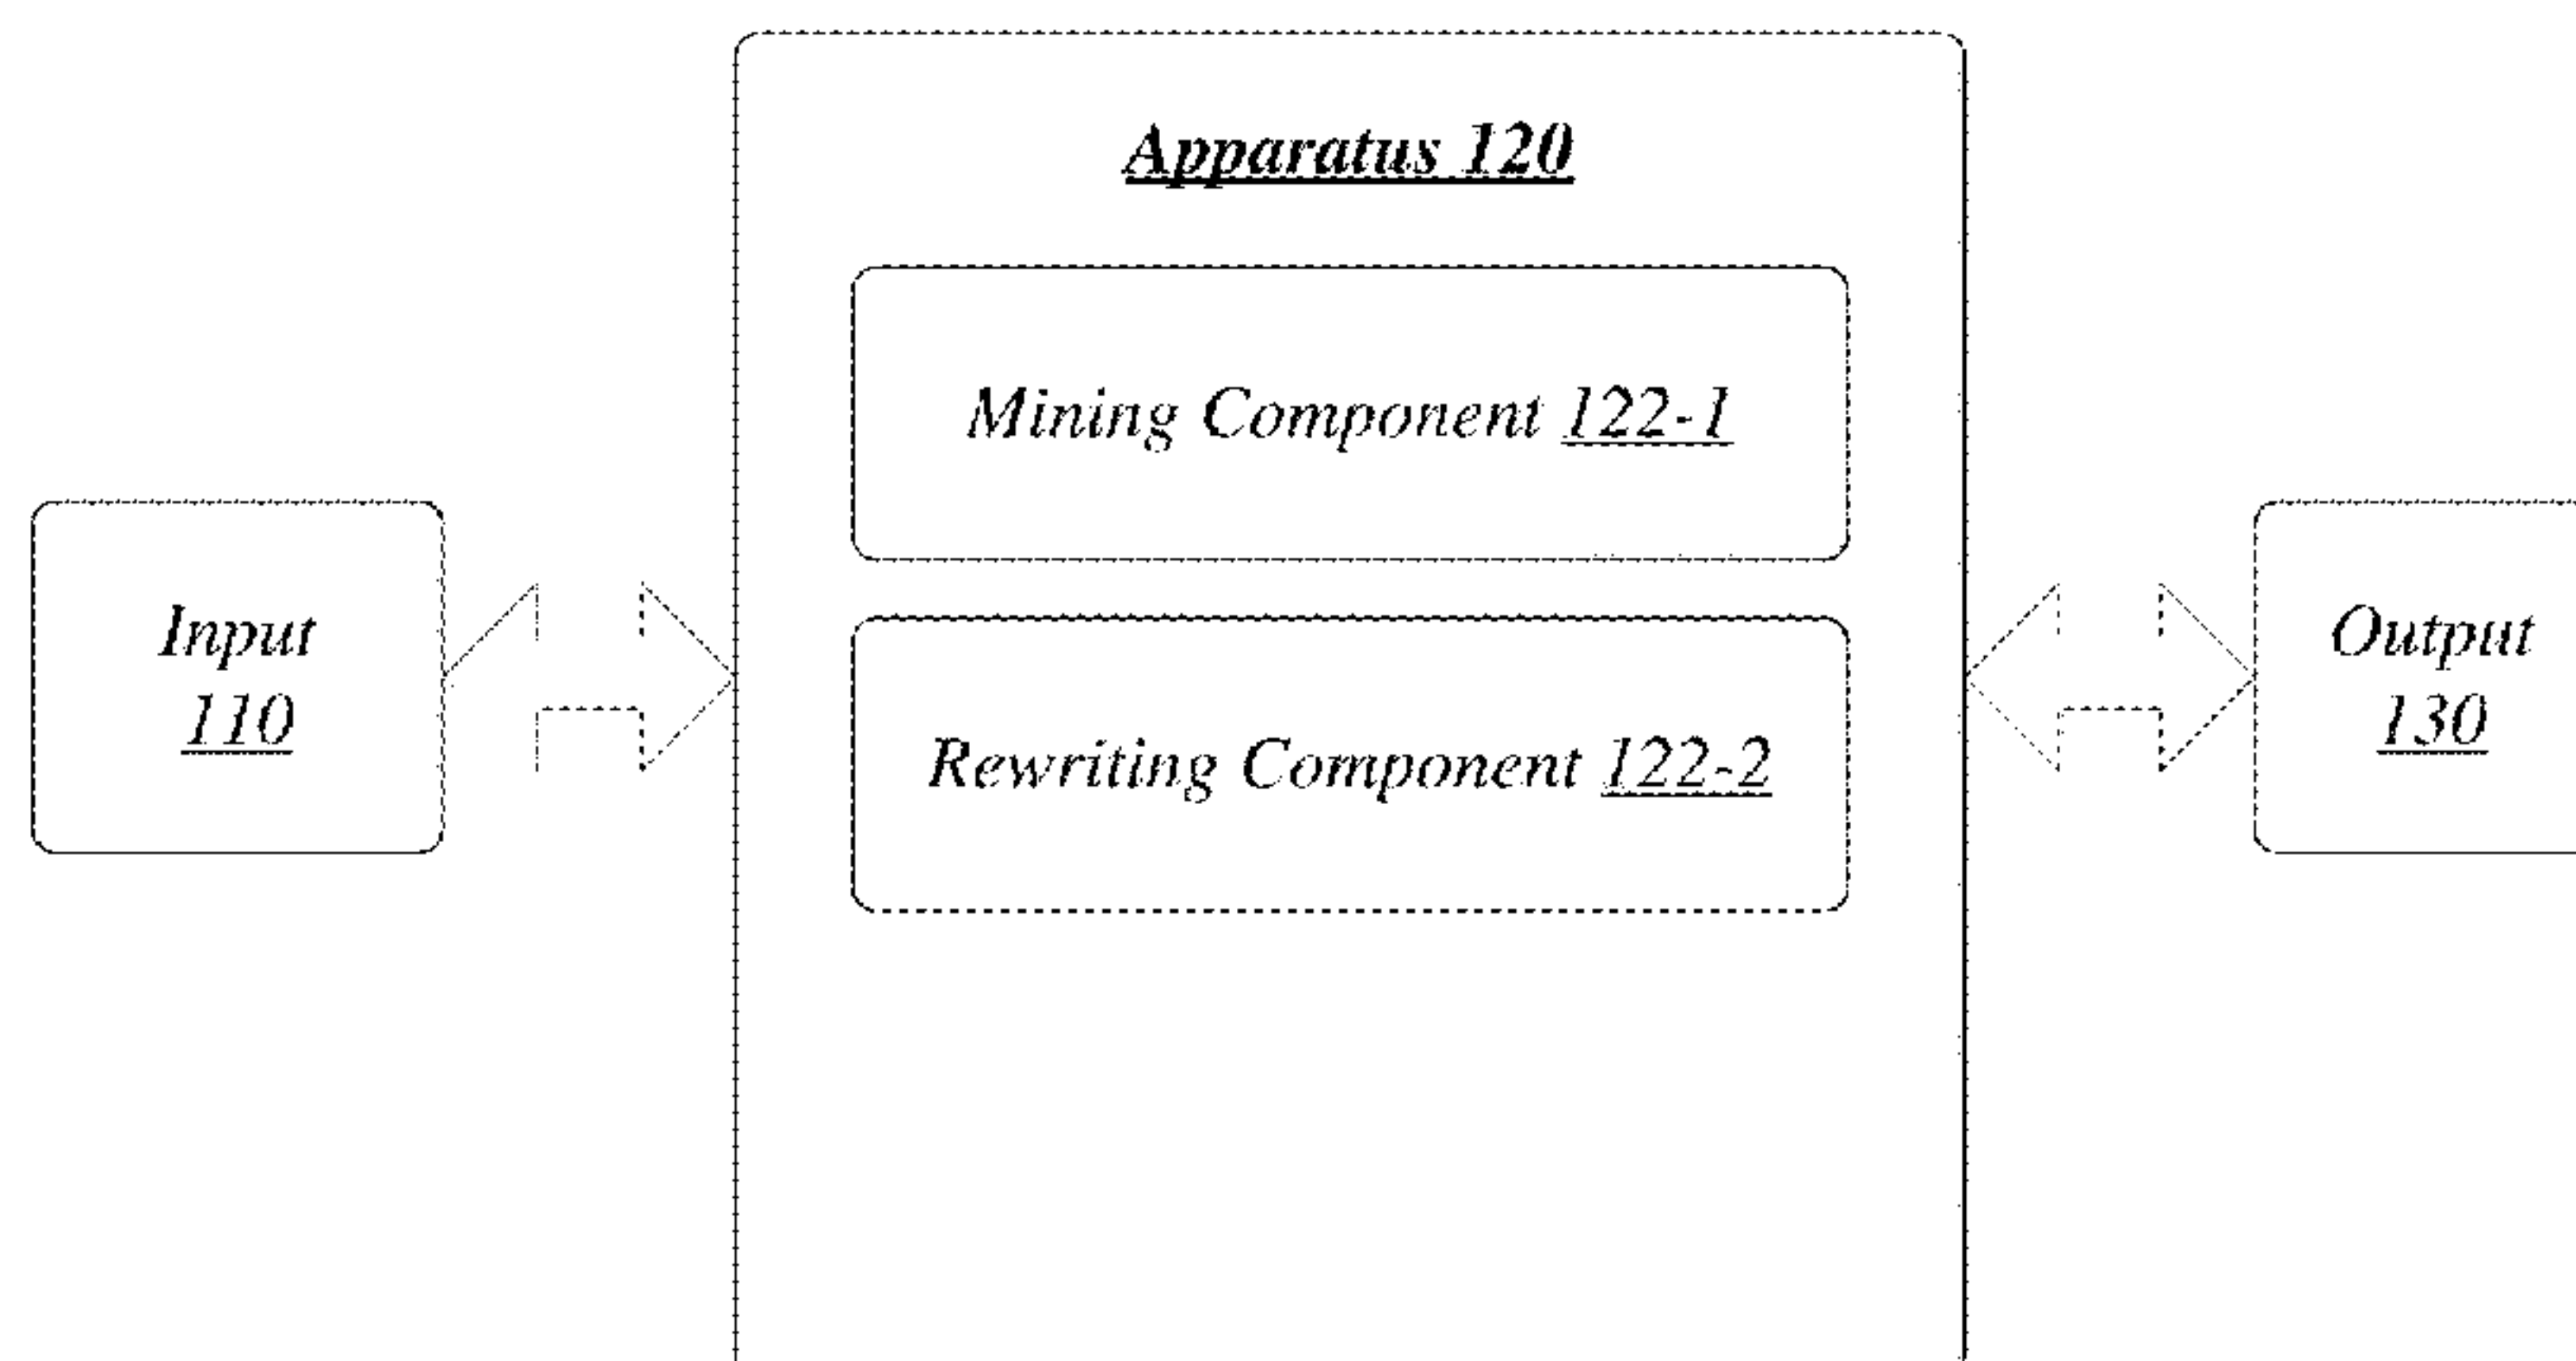 Apparatus 120
Mining Component 122-1
Input
110
Rewriting Component 122-2
Output
130